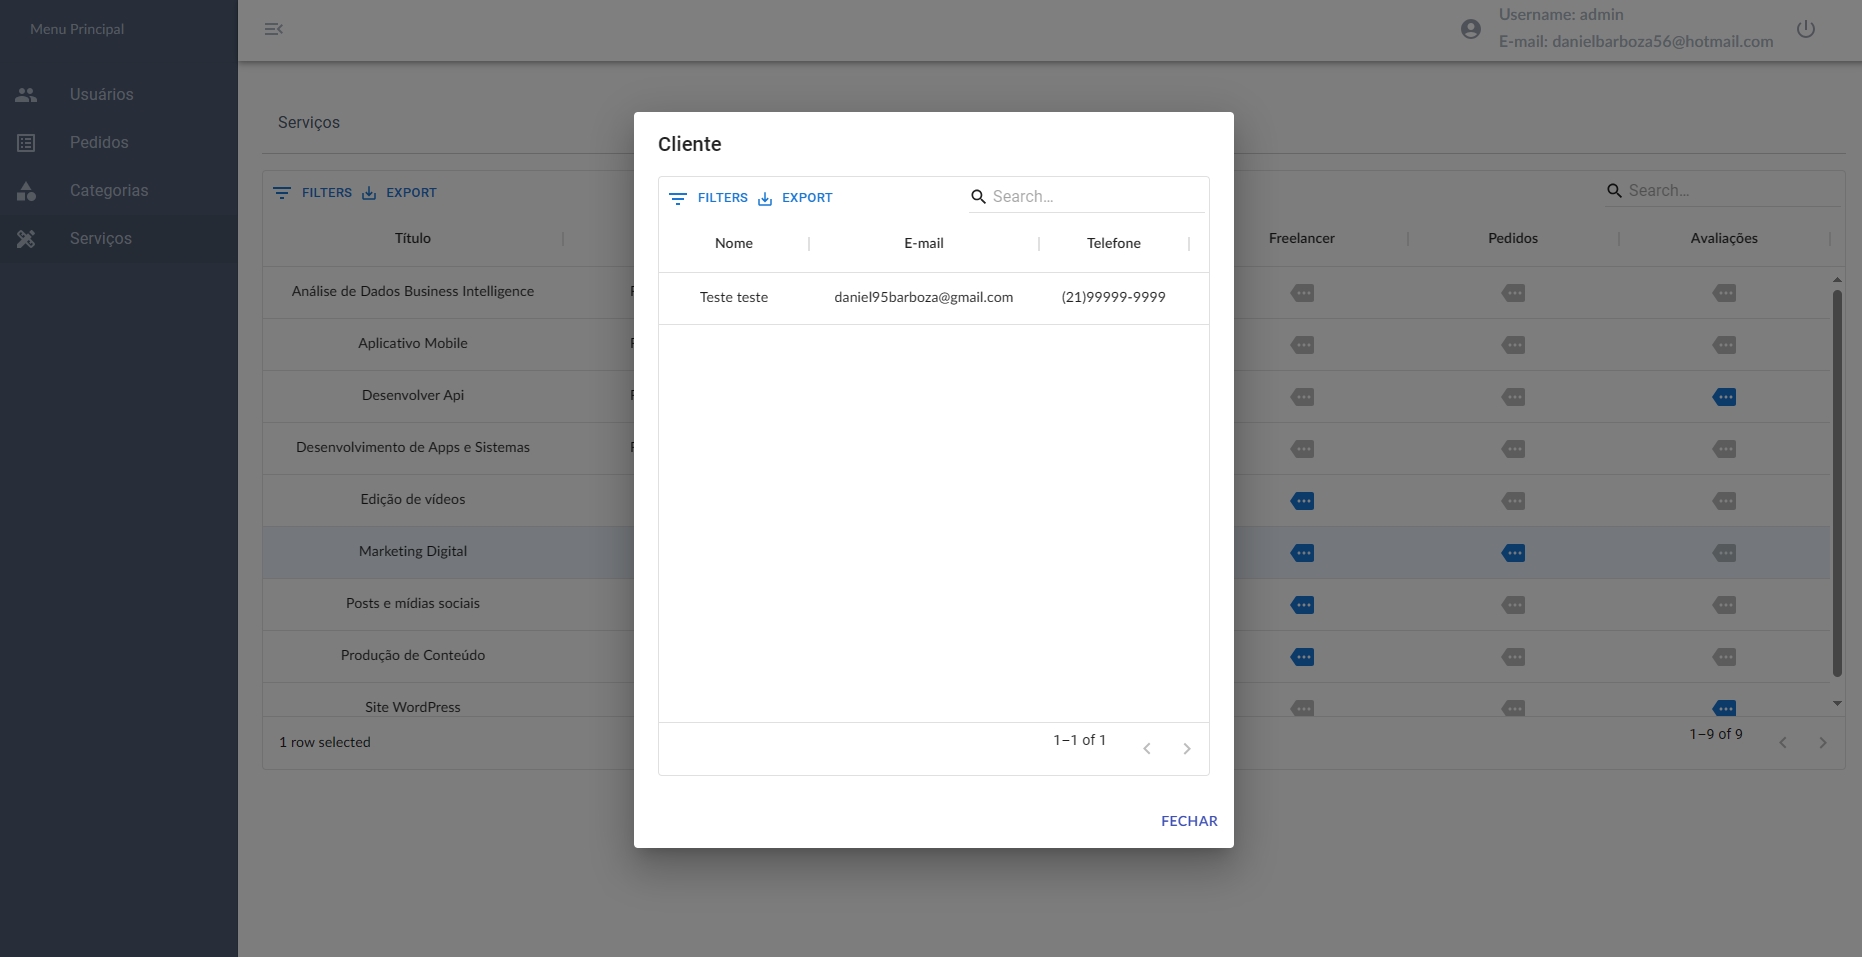 Menu Principal
Username: admin
E-mail: danielbarboza56@hotmail.com
Usuários
Pedidos
Categorias
Serviços
Serviços
FILTERS EXPORT
Search...
Título
Freelancer
Pedidos
Avaliações
Análise de Dados Business Intelligence
Aplicativo Mobile
Desenvolver Api
Desenvolvimento de Apps e Sistemas
Edição de vídeos
Marketing Digital
Posts e mídias sociais
Produção de Conteúdo
Site WordPress
1 row selected
1–9 of 9
Cliente
FILTERS EXPORT
Search...
Nome E-mail Telefone
Teste teste daniel95barboza@gmail.com (21)99999-9999
1–1 of 1
FECHAR